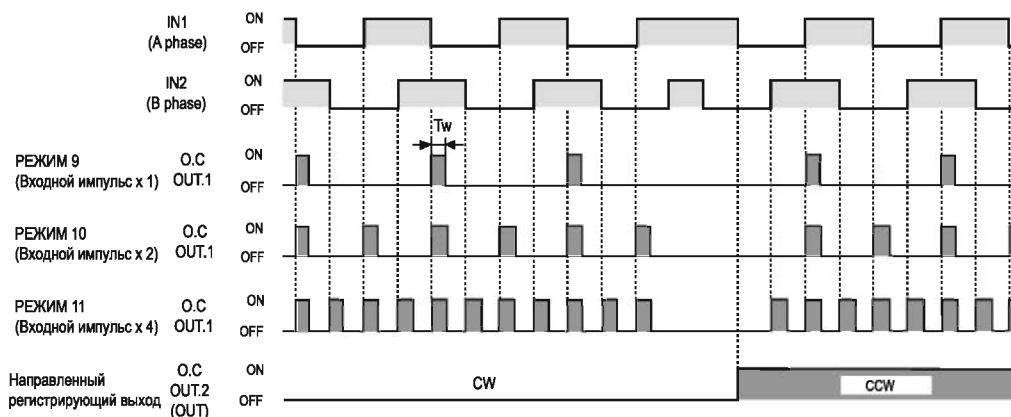 IN1
(A phase)
ON
OFF
IN2
(B phase)
ON
OFF
Tw
РЕЖИМ 9
(Входной импульс x 1)
O.C
OUT.1
ON
OFF
РЕЖИМ 10
(Входной импульс x 2)
O.C
OUT.1
ON
OFF
РЕЖИМ 11
(Входной импульс x 4)
O.C
OUT.1
ON
OFF
Направленный
регистрирующий выход
O.C
OUT.2
(OUT)
ON
OFF
CW
CCW